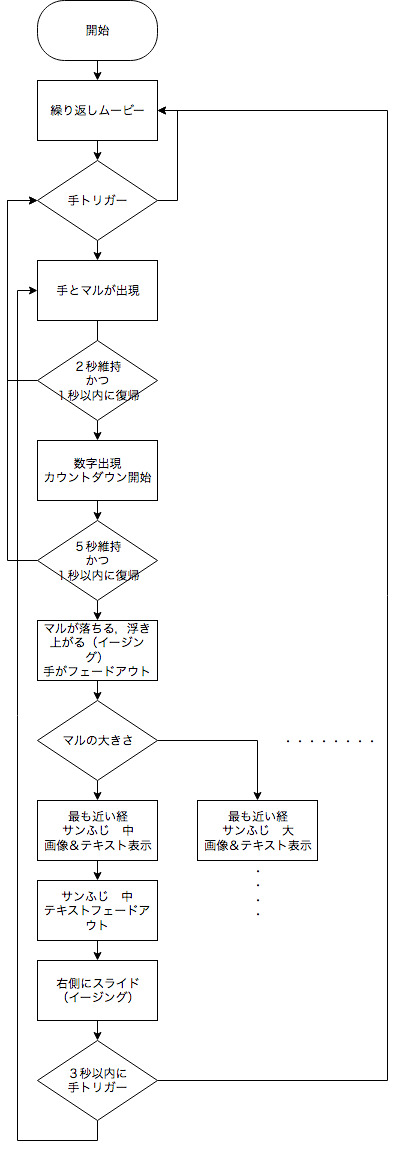 開始
繰り返しムービー
手トリガー
手とマルが出現
２秒維持
かつ
１秒以内に復帰
数字出現
カウントダウン開始
５秒維持
かつ
１秒以内に復帰
マルが落ちる，浮き
上がる（イージン
グ）
手がフェードアウト
マルの大きさ
・・・・・・・・
最も近い経
サンふじ　中
画像＆テキスト表示
最も近い経
サンふじ　大
画像＆テキスト表示
・
・
・
・
サンふじ　中
テキストフェードア
ウト
右側にスライド
（イージング）
３秒以内に
手トリガー